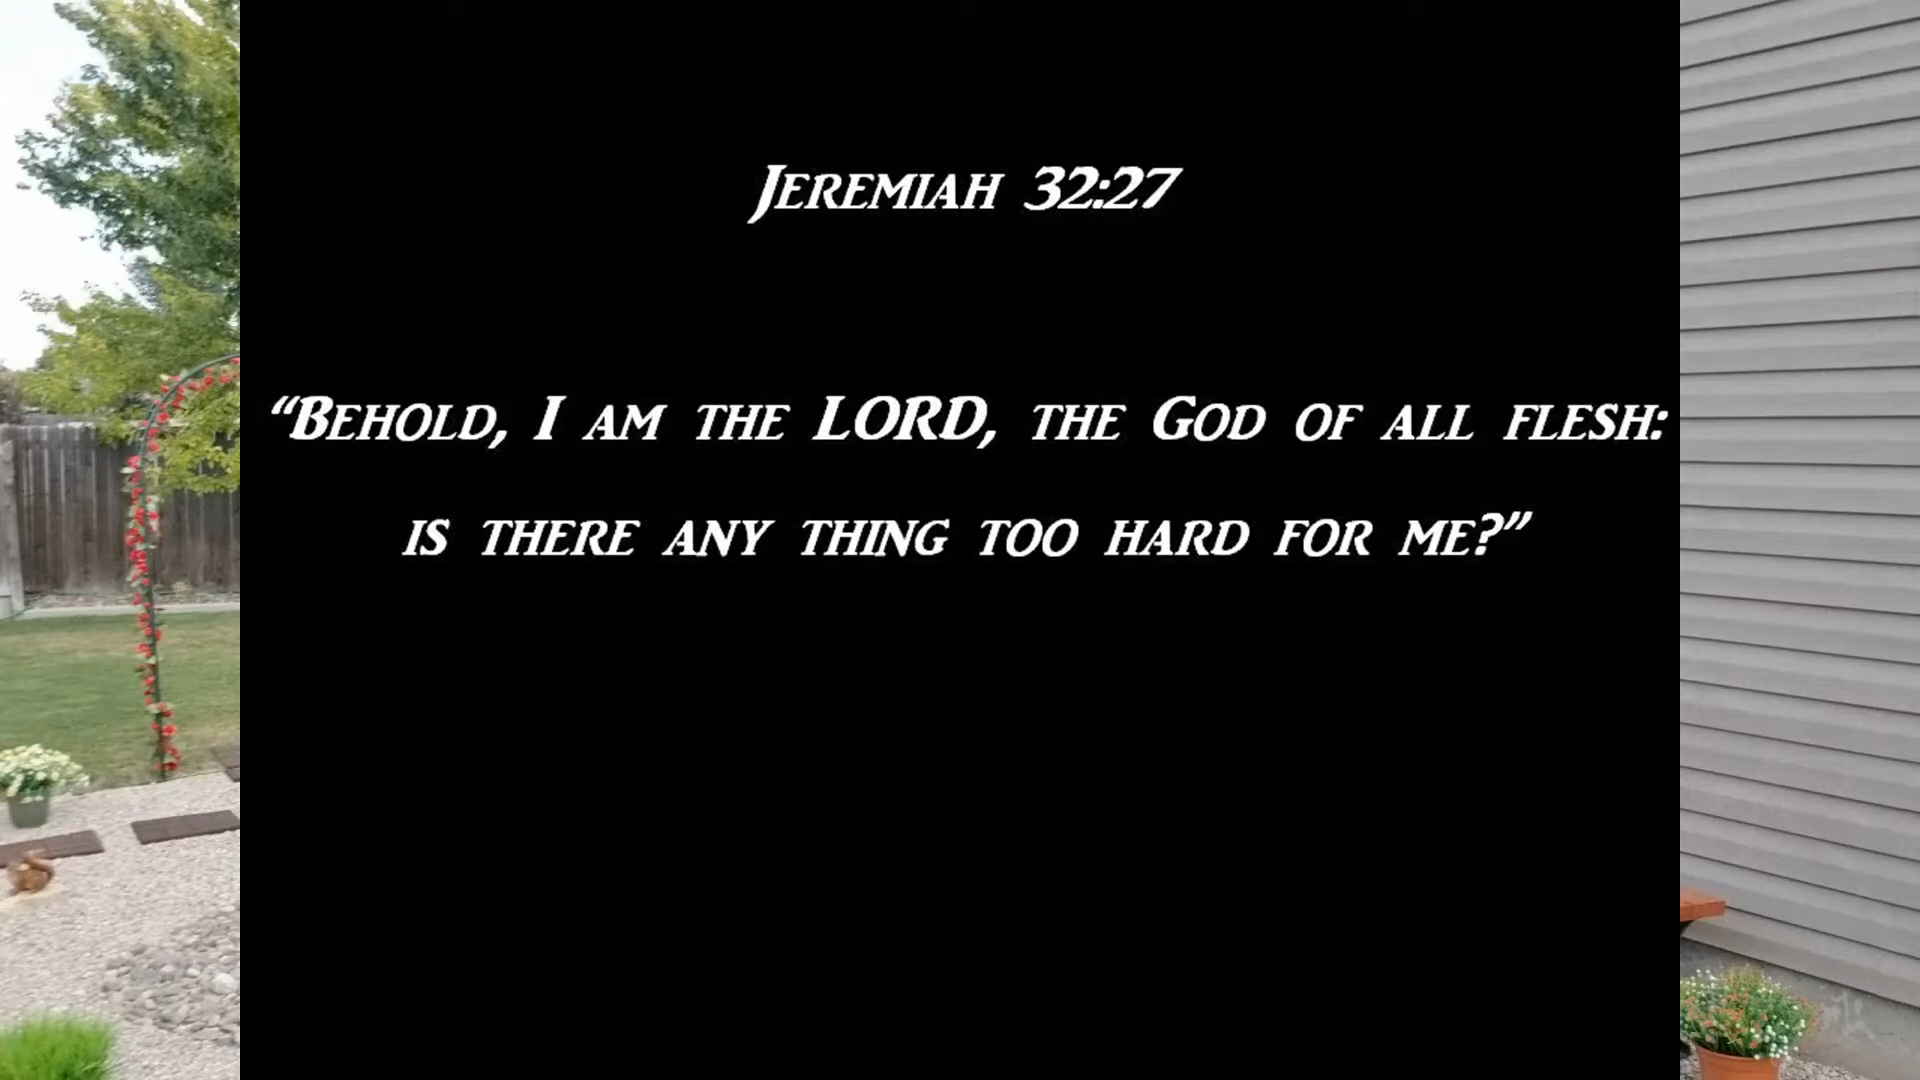 Jeremiah 32:27
“Behold, I am the LORD, the God of all flesh:
is there any thing too hard for me?”